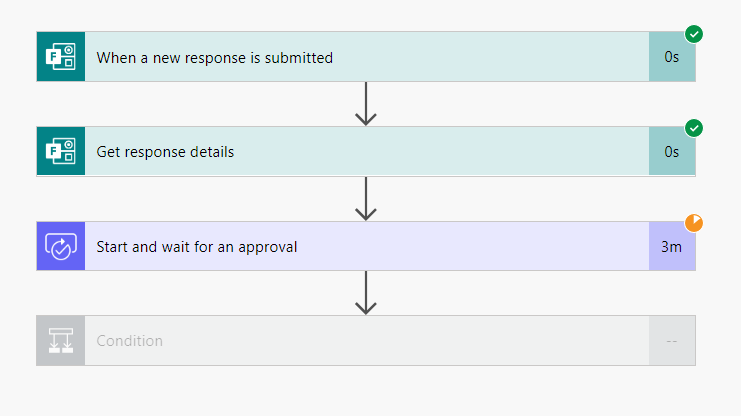 F
When a new response is submitted
0s
F
Get response details
0s
Start and wait for an approval
3m
Condition
--